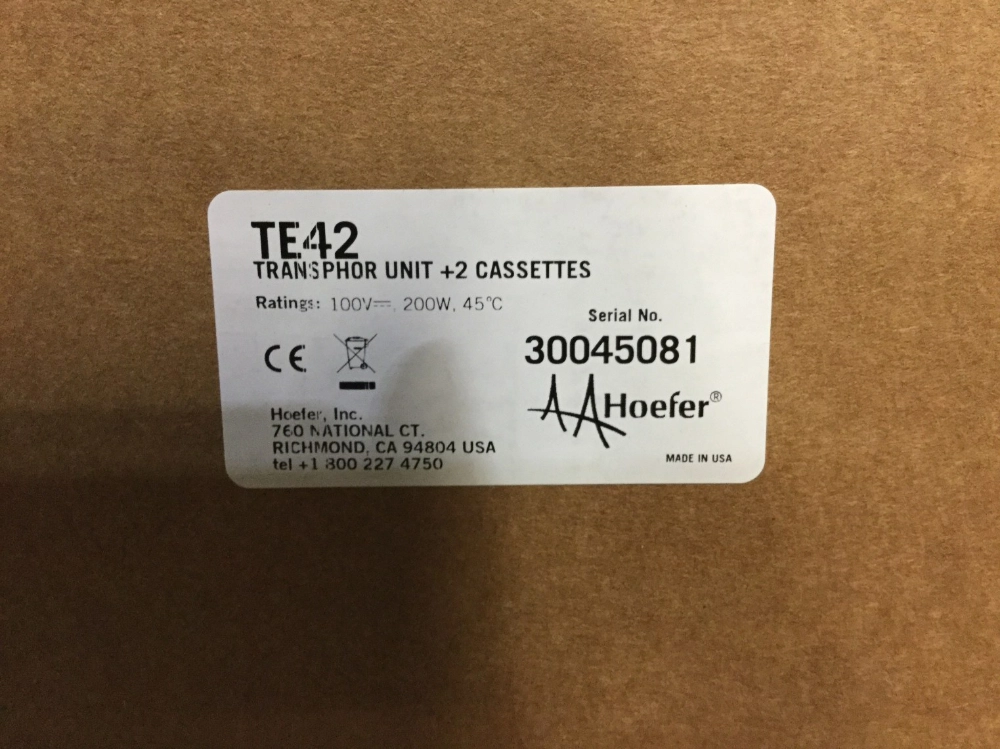 TE42
TRANSPHOR UNIT +2 CASSETTES
Ratings: 100V⎓, 200W, 45°C
Serial No.
30045081
CE
Hoefer®
Hoefer, Inc.
760 NATIONAL CT.
RICHMOND, CA 94804 USA
tel +1 800 227 4750
MADE IN USA